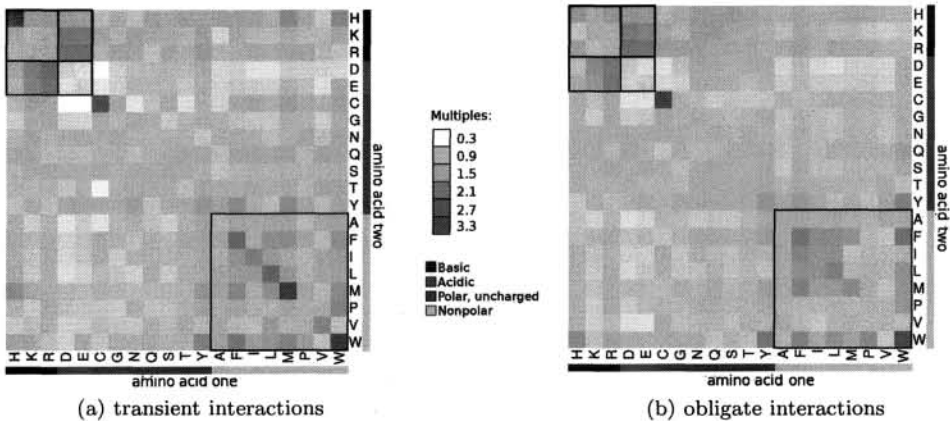 H
K
R
D
E
C
G
N
Q
S
T
Y
A
F
I
L
M
P
V
W
amino acid two
H K R D E C G N Q S T Y A F I L M P V W
amino acid one
(a) transient interactions
Multiples:
0.3
0.9
1.5
2.1
2.7
3.3
Basic
Acidic
Polar, uncharged
Nonpolar
H
K
R
D
E
C
G
N
Q
S
T
Y
A
F
I
L
M
P
V
W
amino acid two
H K R D E C G N Q S T Y A F I L M P V W
amino acid one
(b) obligate interactions